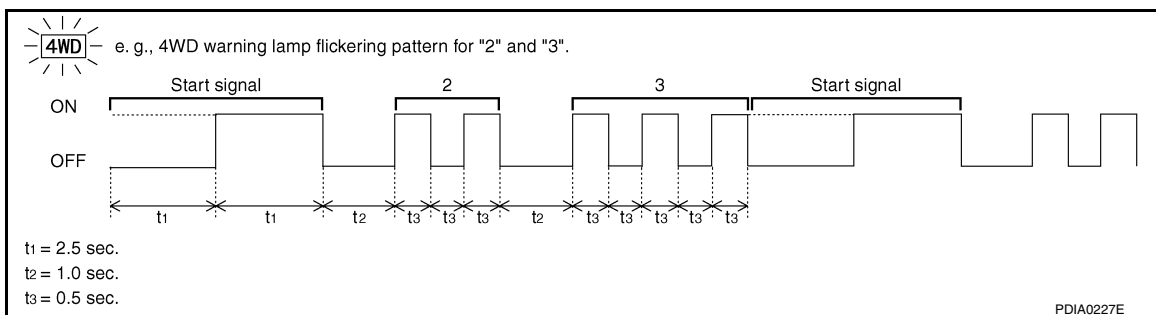 4WD e. g., 4WD warning lamp flickering pattern for "2" and "3".
Start signal 2 3 Start signal
ON
OFF
t1 t1 t2 t3 t3 t3 t2 t3 t3 t3 t3 t3
t1 = 2.5 sec.
t2 = 1.0 sec.
t3 = 0.5 sec.
PDIA0227E